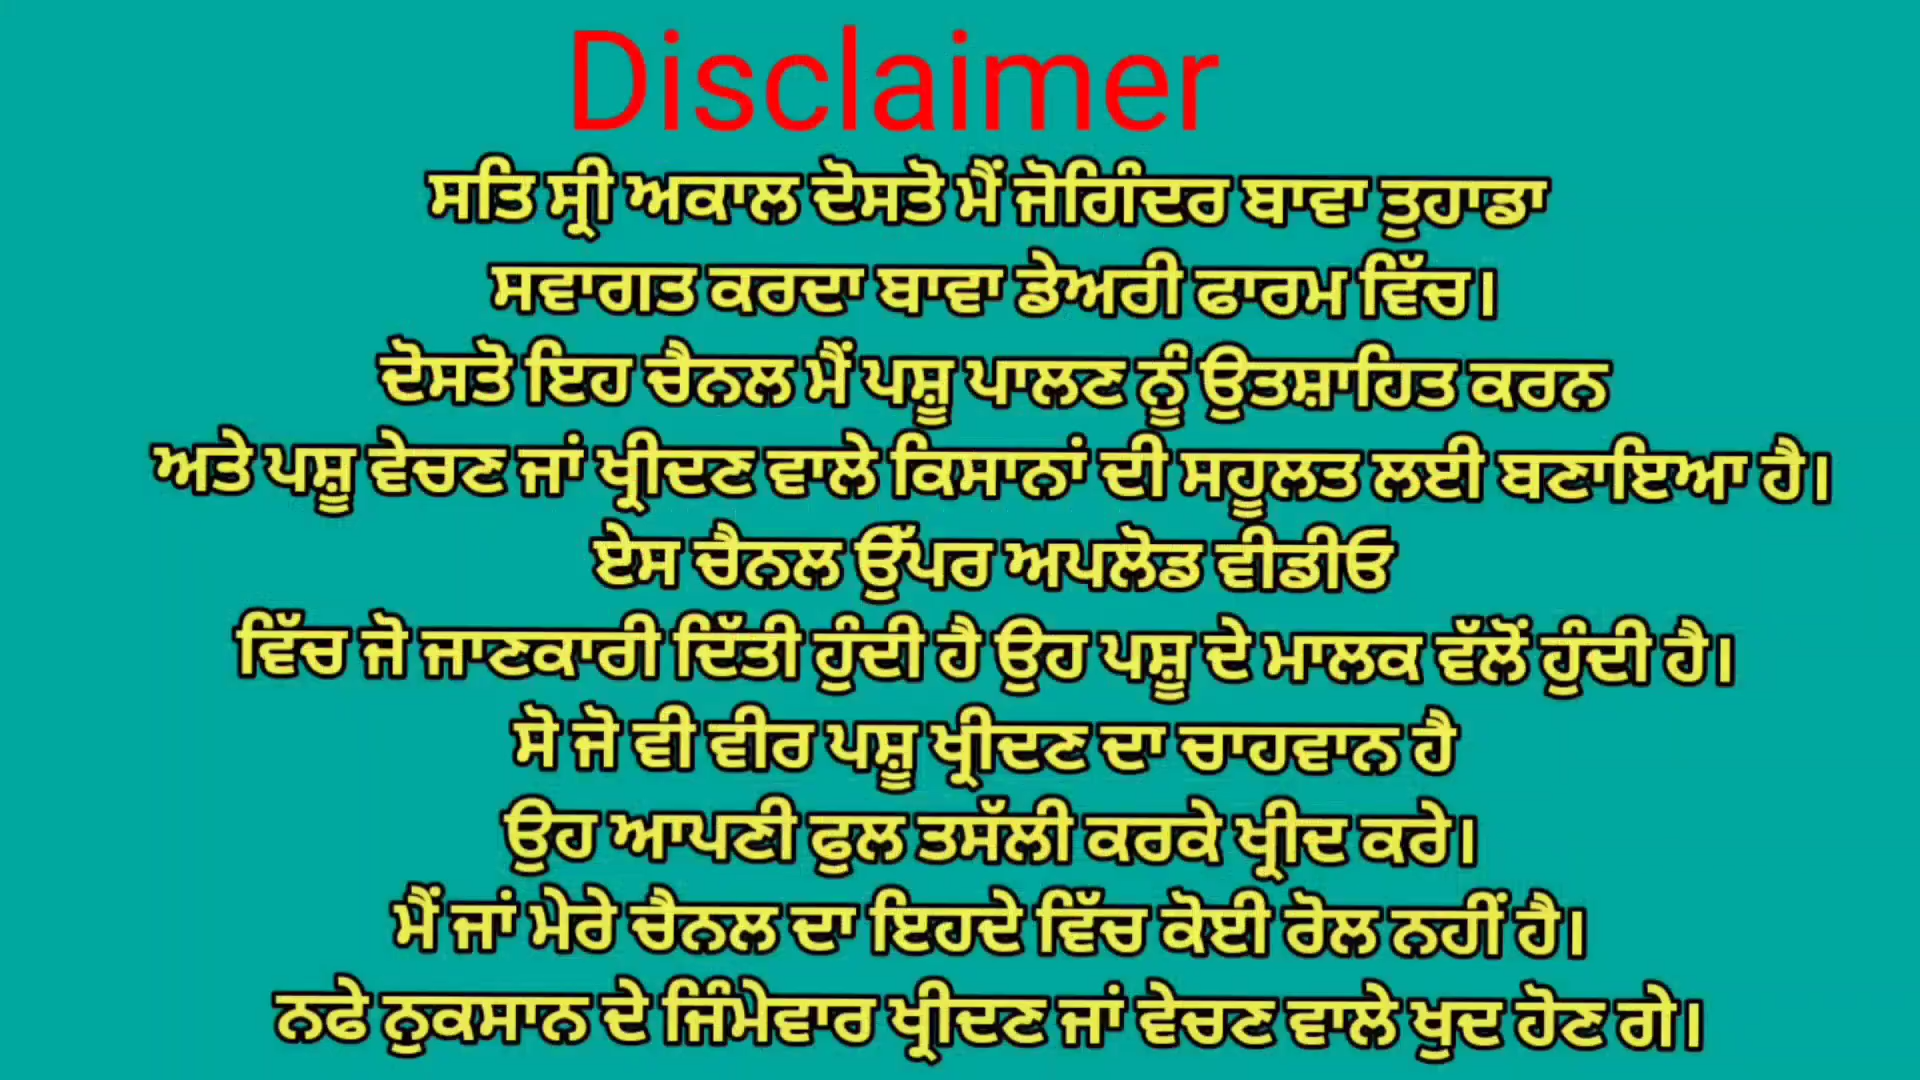 Disclaimer
ਸਤਿ ਸ੍ਰੀ ਅਕਾਲ ਦੋਸਤੋ ਮੈਂ ਜੋਗਿੰਦਰ ਬਾਵਾ ਤੁਹਾਡਾ
ਸਵਾਗਤ ਕਰਦਾ ਬਾਵਾ ਡੇਅਰੀ ਫਾਰਮ ਵਿੱਚ।
ਦੋਸਤੋ ਇਹ ਚੈਨਲ ਮੈਂ ਪਸ਼ੂ ਪਾਲਣ ਨੂੰ ਉਤਸ਼ਾਹਿਤ ਕਰਨ
ਅਤੇ ਪਸ਼ੂ ਵੇਚਣ ਜਾਂ ਖ੍ਰੀਦਣ ਵਾਲੇ ਕਿਸਾਨਾਂ ਦੀ ਸਹੂਲਤ ਲਈ ਬਣਾਇਆ ਹੈ।
ਏਸ ਚੈਨਲ ਉੱਪਰ ਅਪਲੋਡ ਵੀਡੀਓ
ਵਿੱਚ ਜੋ ਜਾਣਕਾਰੀ ਦਿੱਤੀ ਹੁੰਦੀ ਹੈ ਉਹ ਪਸ਼ੂ ਦੇ ਮਾਲਕ ਵੱਲੋਂ ਹੁੰਦੀ ਹੈ।
ਸੋ ਜੋ ਵੀ ਵੀਰ ਪਸ਼ੂ ਖ੍ਰੀਦਣ ਦਾ ਚਾਹਵਾਨ ਹੈ
ਉਹ ਆਪਣੀ ਫੁਲ ਤਸੱਲੀ ਕਰਕੇ ਖ੍ਰੀਦ ਕਰੇ।
ਮੈਂ ਜਾਂ ਮੇਰੇ ਚੈਨਲ ਦਾ ਇਹਦੇ ਵਿੱਚ ਕੋਈ ਰੋਲ ਨਹੀਂ ਹੈ।
ਨਫੇ ਨੁਕਸਾਨ ਦੇ ਜਿੰਮੇਵਾਰ ਖ੍ਰੀਦਣ ਜਾਂ ਵੇਚਣ ਵਾਲੇ ਖੁਦ ਹੋਣ ਗੇ।